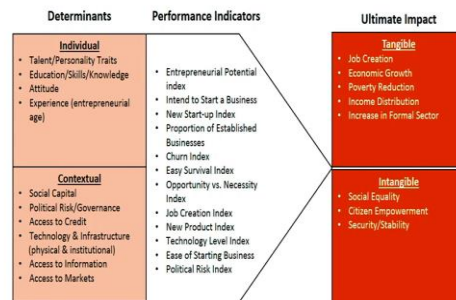 Determinants
Performance Indicators
Ultimate Impact
Individual
• Talent/Personality Traits
• Education/Skills/Knowledge
• Attitude
• Experience (entrepreneurial
age)
Contextual
• Social Capital
• Political Risk/Governance
• Access to Credit
• Technology & Infrastructure
(physical & institutional)
• Access to Information
• Access to Markets
• Entrepreneurial Potential
index
• Intend to Start a Business
• New Start-up Index
• Proportion of Established
Businesses
• Churn Index
• Easy Survival Index
• Opportunity vs. Necessity
Index
• Job Creation Index
• New Product Index
• Technology Level Index
• Ease of Starting Business
• Political Risk Index
Tangible
• Job Creation
• Economic Growth
• Poverty Reduction
• Income Distribution
• Increase in Formal Sector
Intangible
• Social Equality
• Citizen Empowerment
• Security/Stability